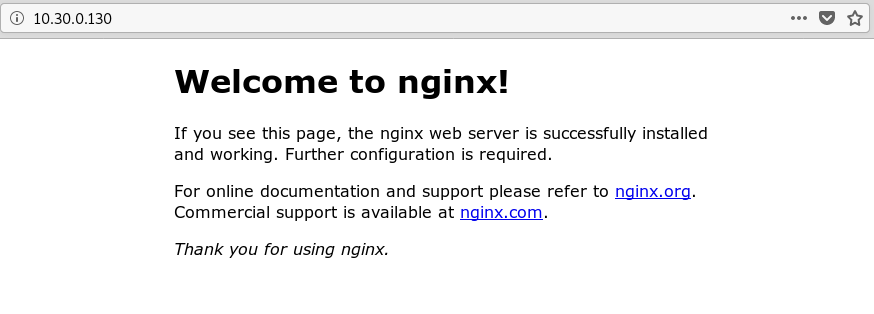 10.30.0.130
Welcome to nginx!
If you see this page, the nginx web server is successfully installed
and working. Further configuration is required.
For online documentation and support please refer to nginx.org.
Commercial support is available at nginx.com.
Thank you for using nginx.